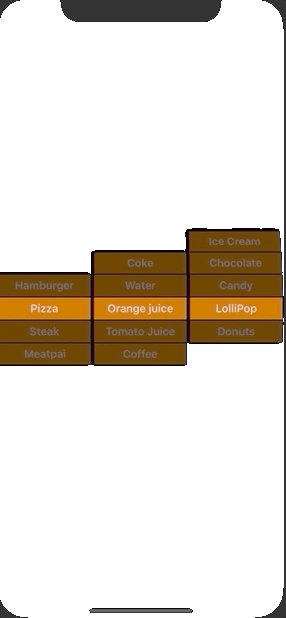 Hamburger
Pizza
Steak
Meatpai
Coke
Water
Orange juice
Tomato Juice
Coffee
Ice Cream
Chocolate
Candy
LolliPop
Donuts